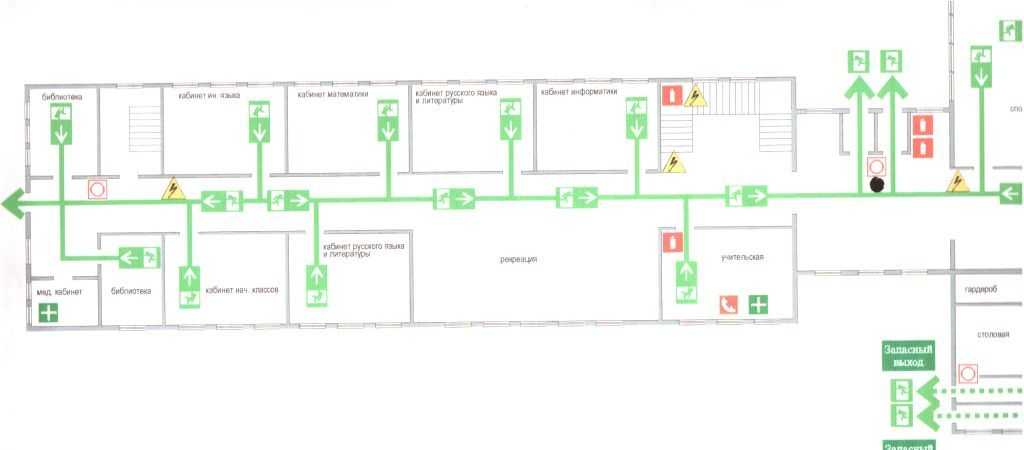 библиотека
кабинет ин. языка
кабинет математики
кабинет русского языка
и литературы
кабинет информатики
спо
мед. кабинет
библиотека
кабинет нач. классов
кабинет русского языка
и литературы
рекреация
учительская
гардероб
столовая
Запасный
выход
Запасный